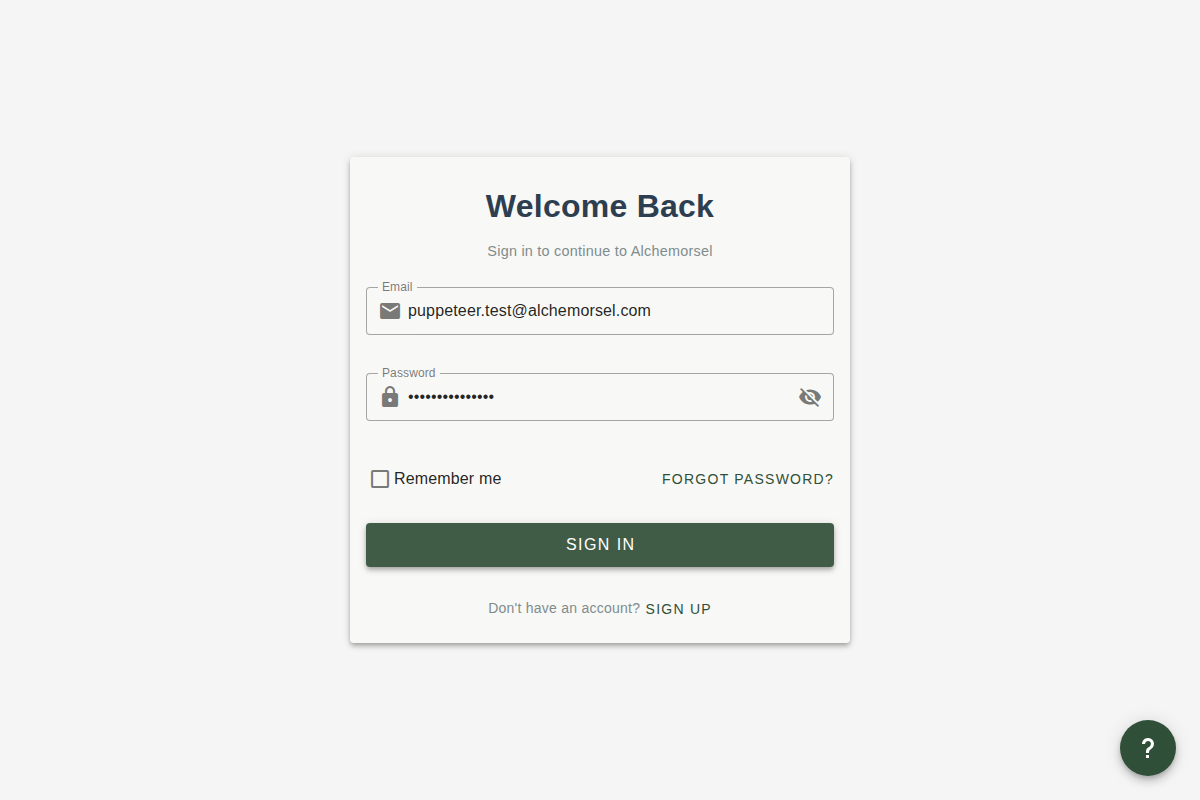 Welcome Back
Sign in to continue to Alchemorsel
Email
puppeteer.test@alchemorsel.com
Password
•••••••••••••••
Remember me
FORGOT PASSWORD?
SIGN IN
Don't have an account? SIGN UP
?